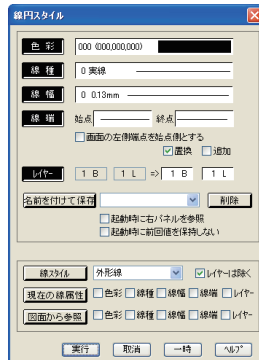 線円スタイル
色 彩 000 (000,000,000)
線 種 0 実線
線 幅 0 0.13mm
線 端 始点 終点
画面の左側端点を始点側とする
置換 追加
レイヤー 1 B 1 L => 1 B 1 L
名前を付けて保存 削除
起動時に右パネルを参照
起動時に前回値を保持しない
線スタイル 外形線 レイヤーは除く
現在の線属性 色彩 線種 線幅 線端 レイヤー
図面から参照 色彩 線種 線幅 線端 レイヤー
実行 取消 一時 ヘルプ